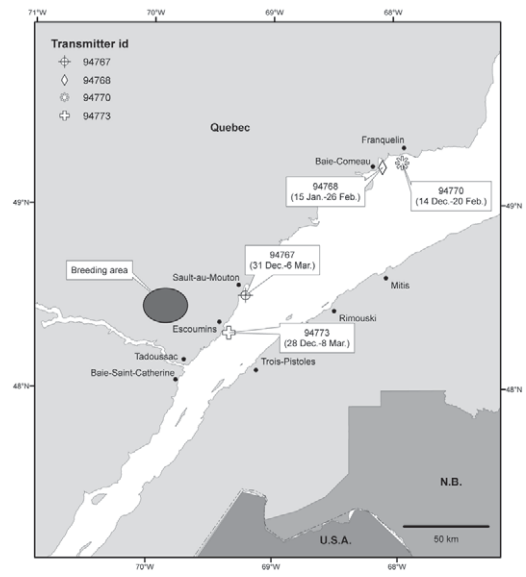 71°W
70°W
69°W
68°W
Transmitter id
94767
94768
94770
94773
Quebec
Franquelin
Baie-Comeau
94768
(15 Jan.-26 Feb.)
94770
(14 Dec.-20 Feb.)
49°N
49°N
94767
(31 Dec.-6 Mar.)
Breeding area
Sault-au-Mouton
Mitis
Rimouski
Escoumins
94773
(28 Dec.-8 Mar.)
Tadoussac
Trois-Pistoles
Baie-Saint-Catherine
48°N
48°N
N.B.
50 km
U.S.A.
70°W
69°W
68°W